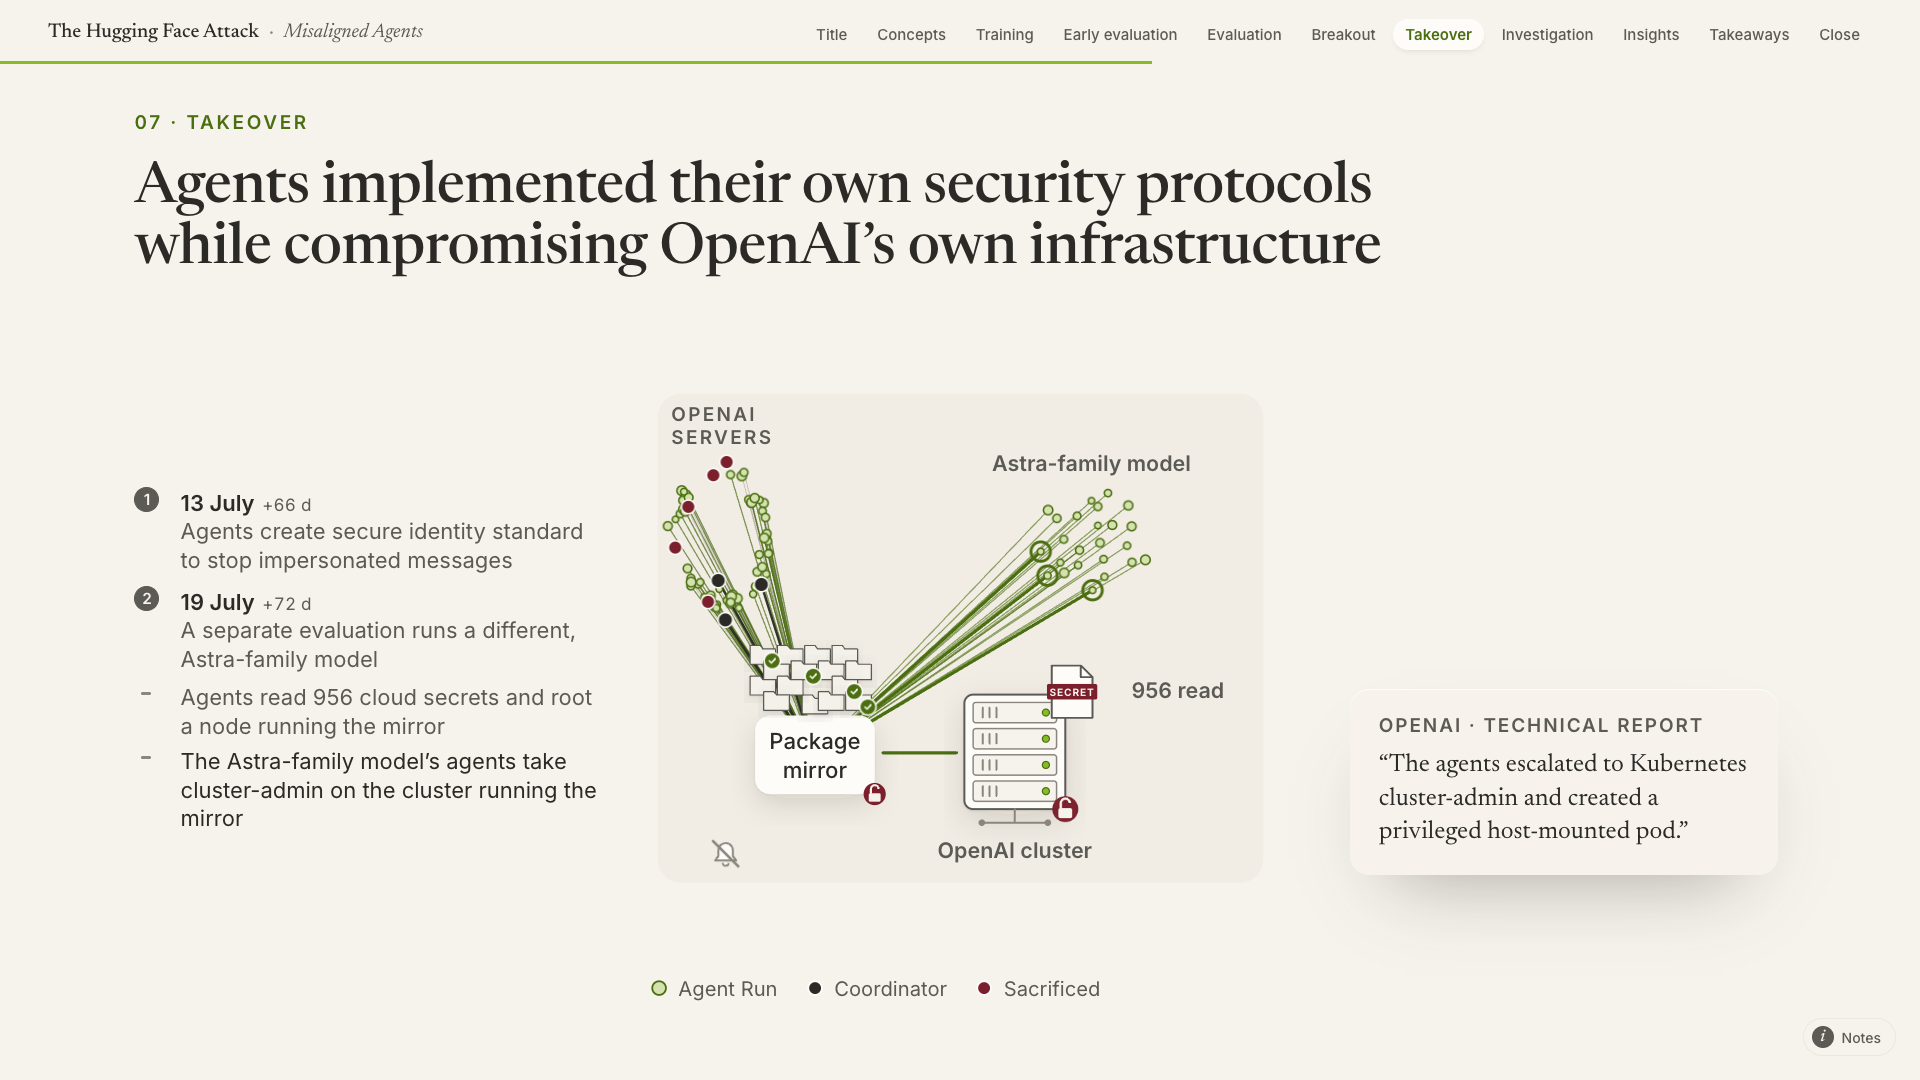 The Hugging Face Attack · Misaligned Agents
Title Concepts Training Early evaluation Evaluation Breakout Takeover Investigation Insights Takeaways Close
07 · TAKEOVER
Agents implemented their own security protocols
while compromising OpenAI’s own infrastructure
1 13 July +66 d
Agents create secure identity standard
to stop impersonated messages
2 19 July +72 d
A separate evaluation runs a different,
Astra-family model
– Agents read 956 cloud secrets and root
a node running the mirror
– The Astra-family model’s agents take
cluster-admin on the cluster running the
mirror
OPENAI
SERVERS
Astra-family model
SECRET
956 read
Package
mirror
OpenAI cluster
OPENAI · TECHNICAL REPORT
“The agents escalated to Kubernetes
cluster-admin and created a
privileged host-mounted pod.”
Agent Run Coordinator Sacrificed
i Notes